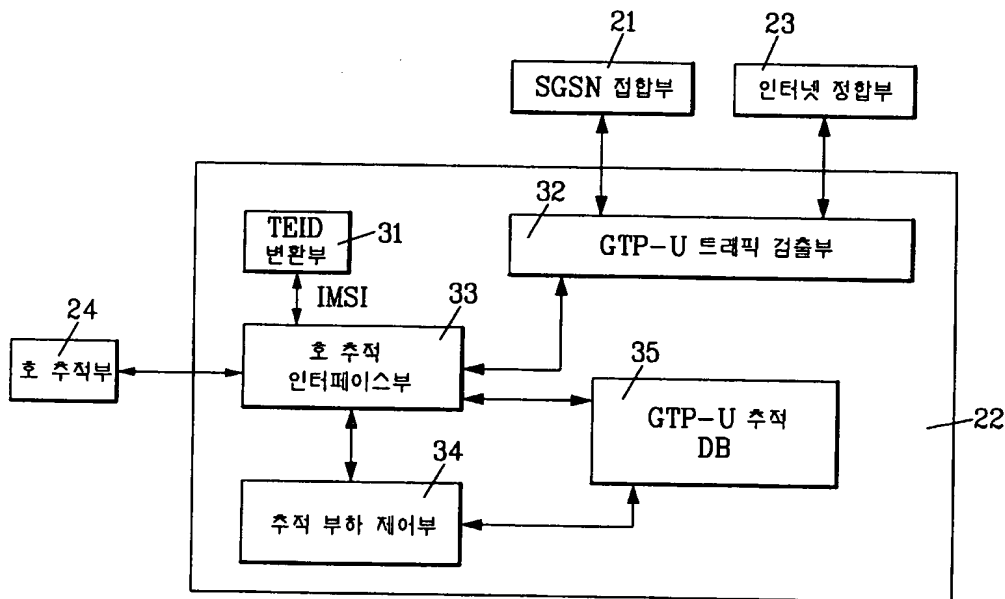 21
23
SGSN 접합부
인터넷 정합부
32
TEID
변환부
31
GTP-U 트래픽 검출부
IMSI
24
33
호 추적부
호 추적
인터페이스부
35
GTP-U 추적
DB
22
34
추적 부하 제어부